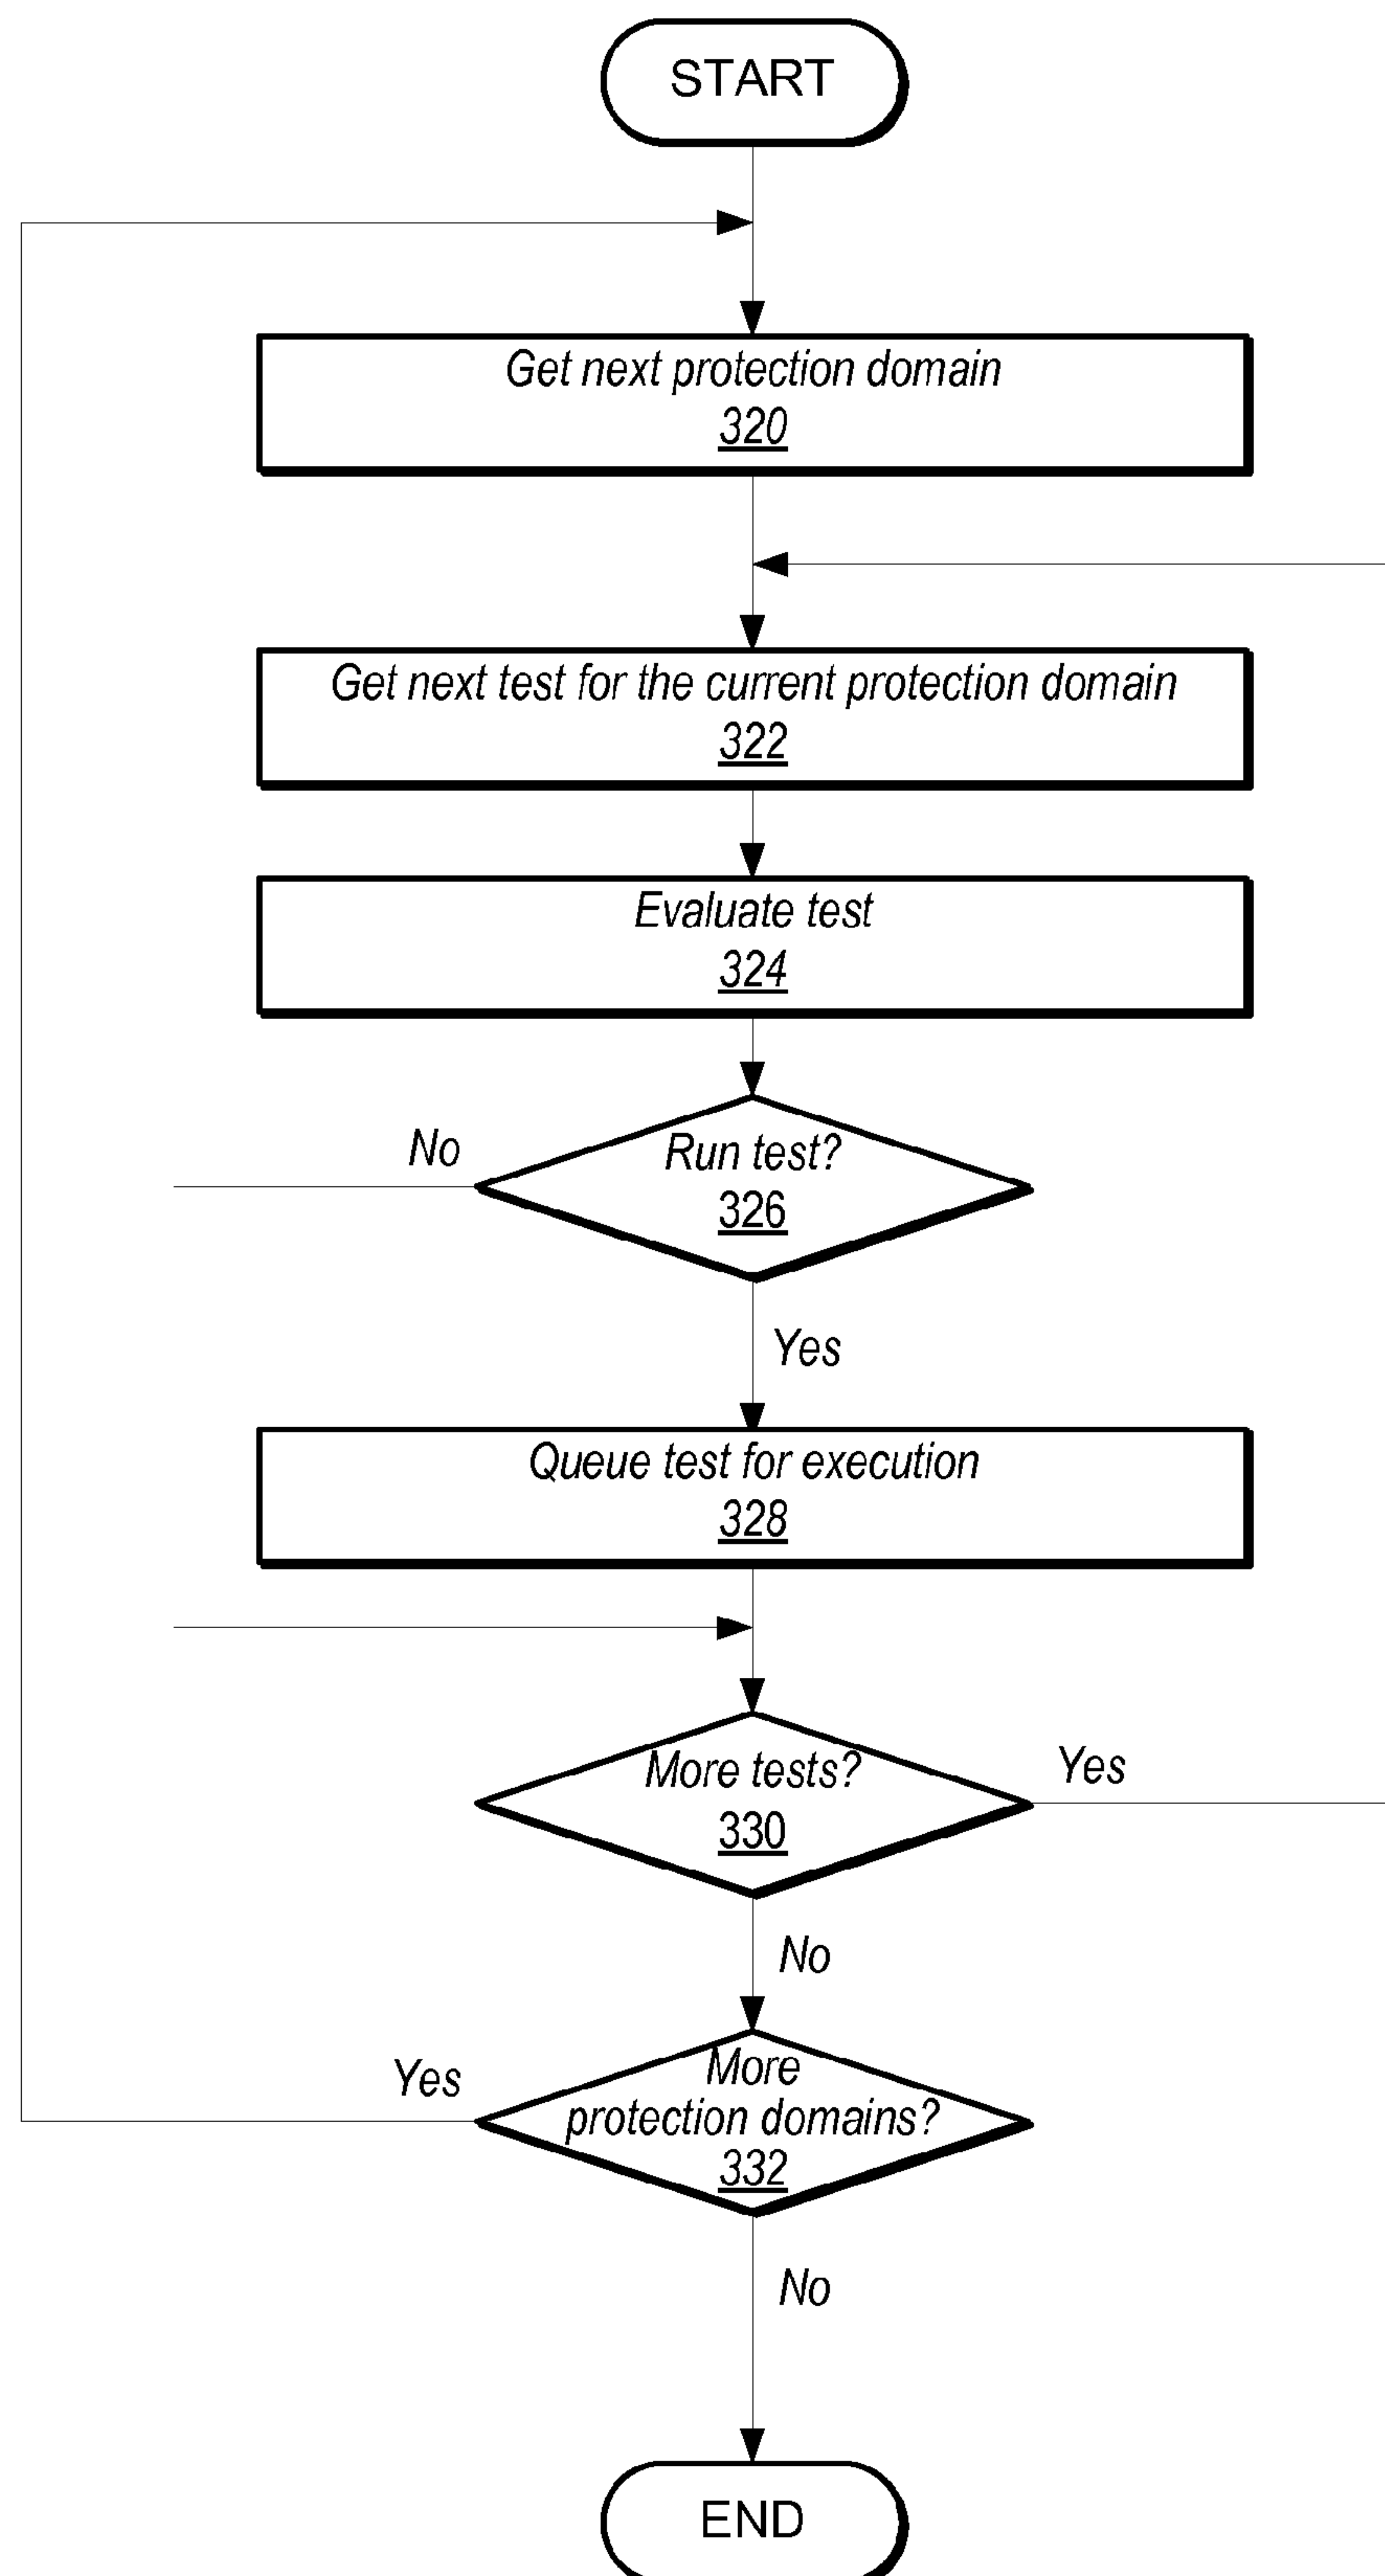 START
Get next protection domain
320
Get next test for the current protection domain
322
Evaluate test
324
No
Run test?
326
Yes
Queue test for execution
328
More tests?
330
Yes
No
More
protection domains?
332
Yes
No
END